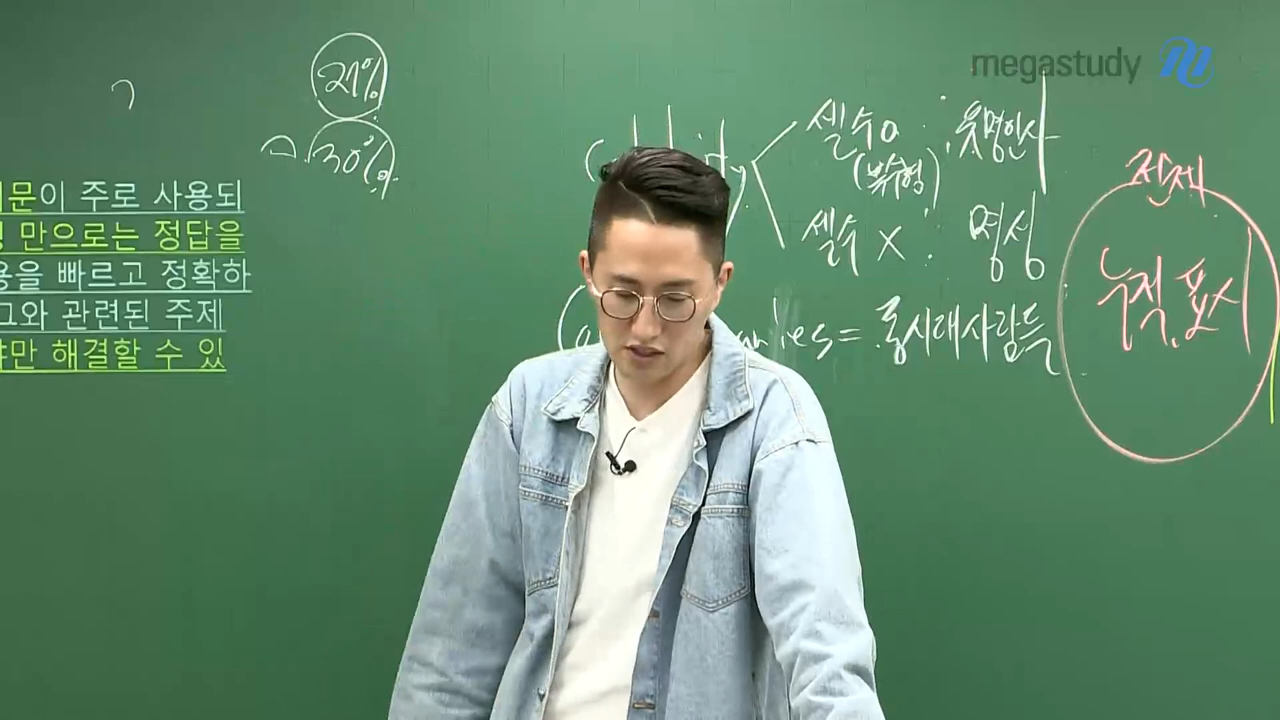 megastudy
21%
30%
셀수o : 유명인사
(복수형)
셀수 x : 명성
ies = 동시대사람들
전제
누적 표시
문이 주로 사용되
만으로는 정답을
용을 빠르고 정확하
그와 관련된 주제
만 해결할 수 있